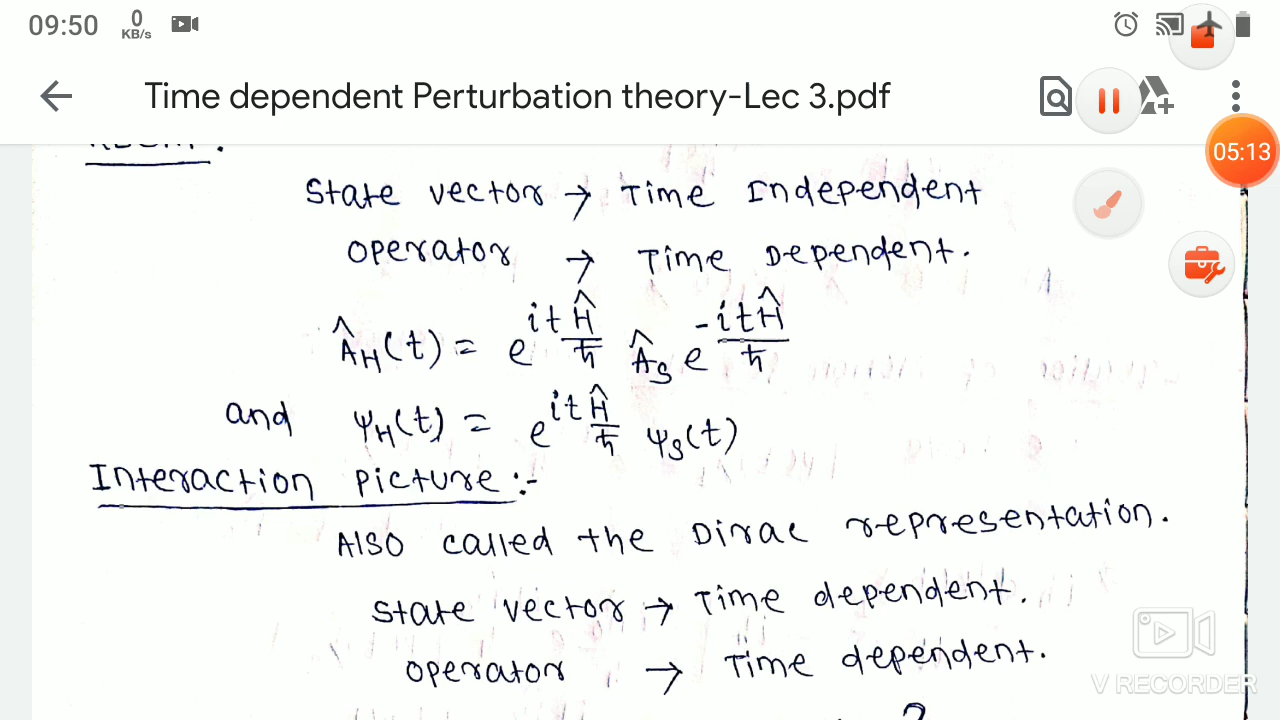 09:50 0 KB/s
Time dependent Perturbation theory-Lec 3.pdf
05:13
State vector → Time Independent
operator → Time Dependent.
Â_H(t) = e^{itĤ/ħ} Â_S e^{-itĤ/ħ}
and ψ_H(t) = e^{itĤ/ħ} ψ_S(t)
Interaction Picture :-
Also called the Dirac representation.
State vector → Time dependent.
operator → Time dependent.
V RECORDER